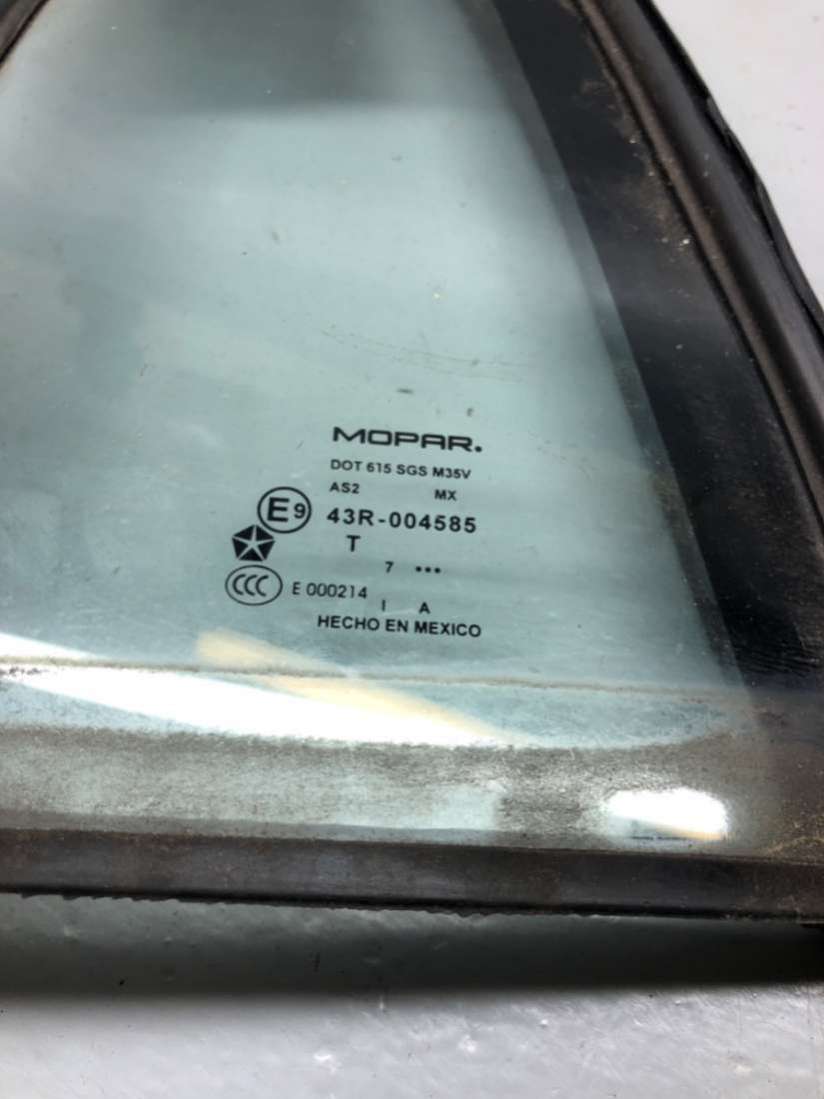 MOPAR.
DOT 615 SGS M35V
AS2 MX
E9 43R-004585
T
7 •••
CCC E 000214
I A
HECHO EN MEXICO